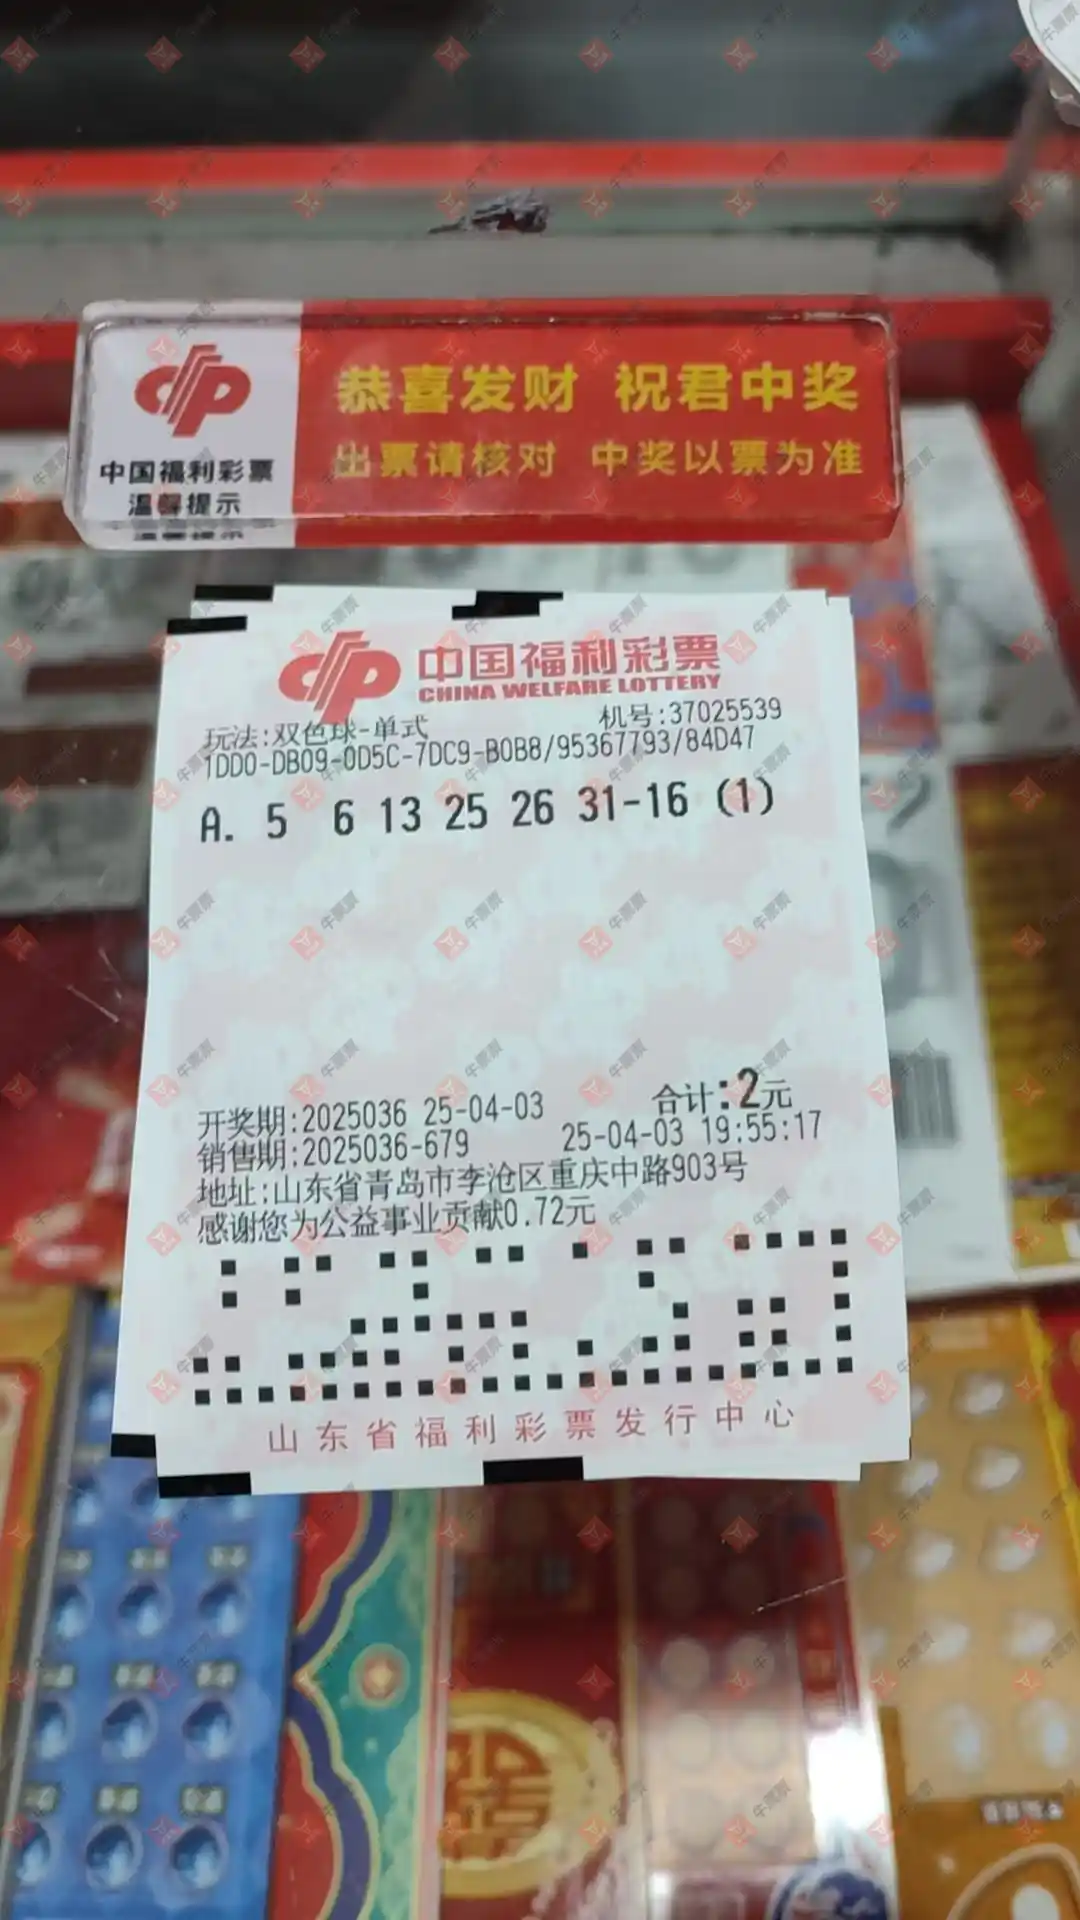 恭喜发财 祝君中奖
出票请核对 中奖以票为准
中国福利彩票
温馨提示
中国福利彩票
CHINA WELFARE LOTTERY
玩法:双色球-单式 机号:37025539
1DD0-DB09-0D5C-7DC9-B0B8/95367793/84D47
A. 5 6 13 25 26 31-16 (1)
开奖期:2025036 25-04-03 合计:2元
销售期:2025036-679 25-04-03 19:55:17
地址:山东省青岛市李沧区重庆中路903号
感谢您为公益事业贡献0.72元
山东省福利彩票发行中心
牛票票